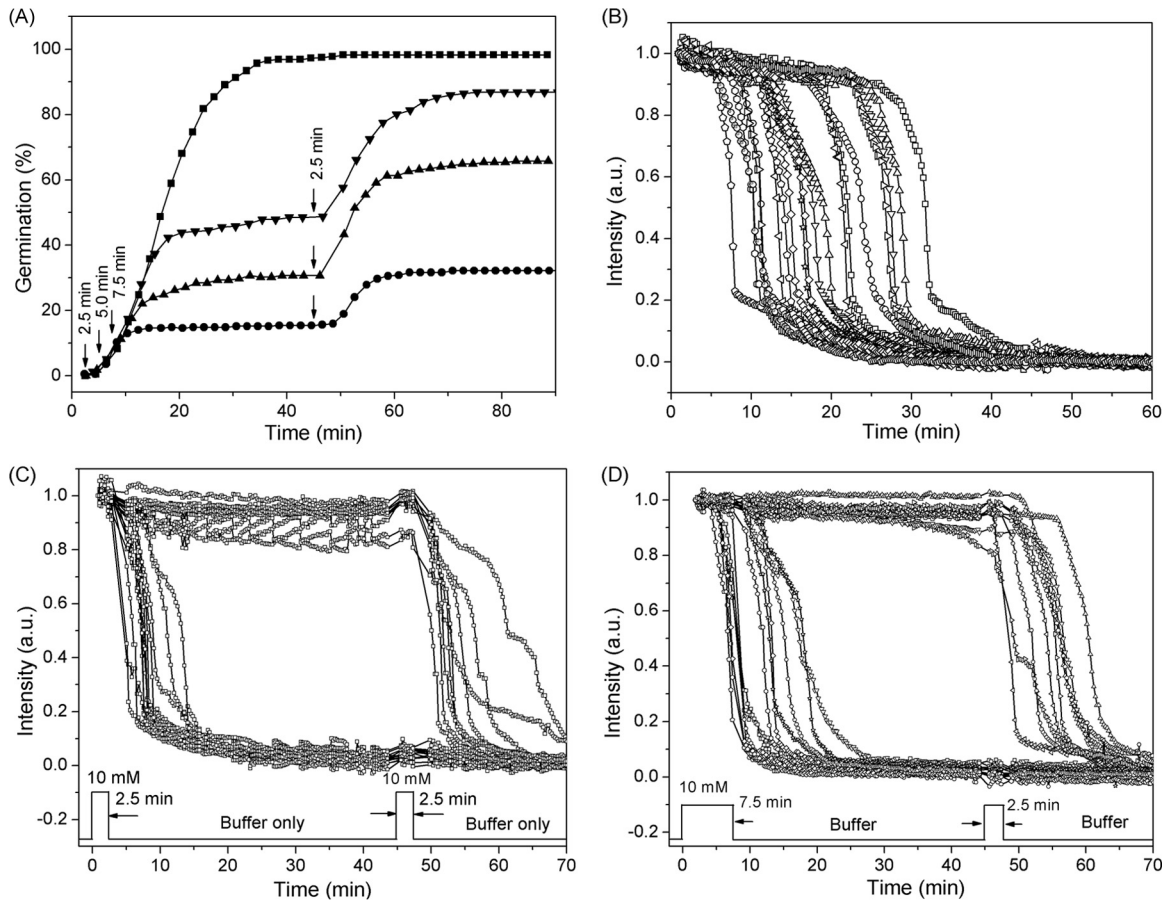 (A)
Germination (%)
100
80
60
40
20
0
2.5 min
5.0 min
7.5 min
2.5 min
0 20 40 60 80
Time (min)
(B)
Intensity (a.u.)
1.0
0.8
0.6
0.4
0.2
0.0
0 10 20 30 40 50 60
Time (min)
(C)
Intensity (a.u.)
1.0
0.8
0.6
0.4
0.2
0.0
-0.2
10 mM
2.5 min
Buffer only
10 mM
2.5 min
Buffer only
0 10 20 30 40 50 60 70
Time (min)
(D)
Intensity (a.u.)
1.0
0.8
0.6
0.4
0.2
0.0
-0.2
10 mM
7.5 min
Buffer
2.5 min
Buffer
0 10 20 30 40 50 60 70
Time (min)